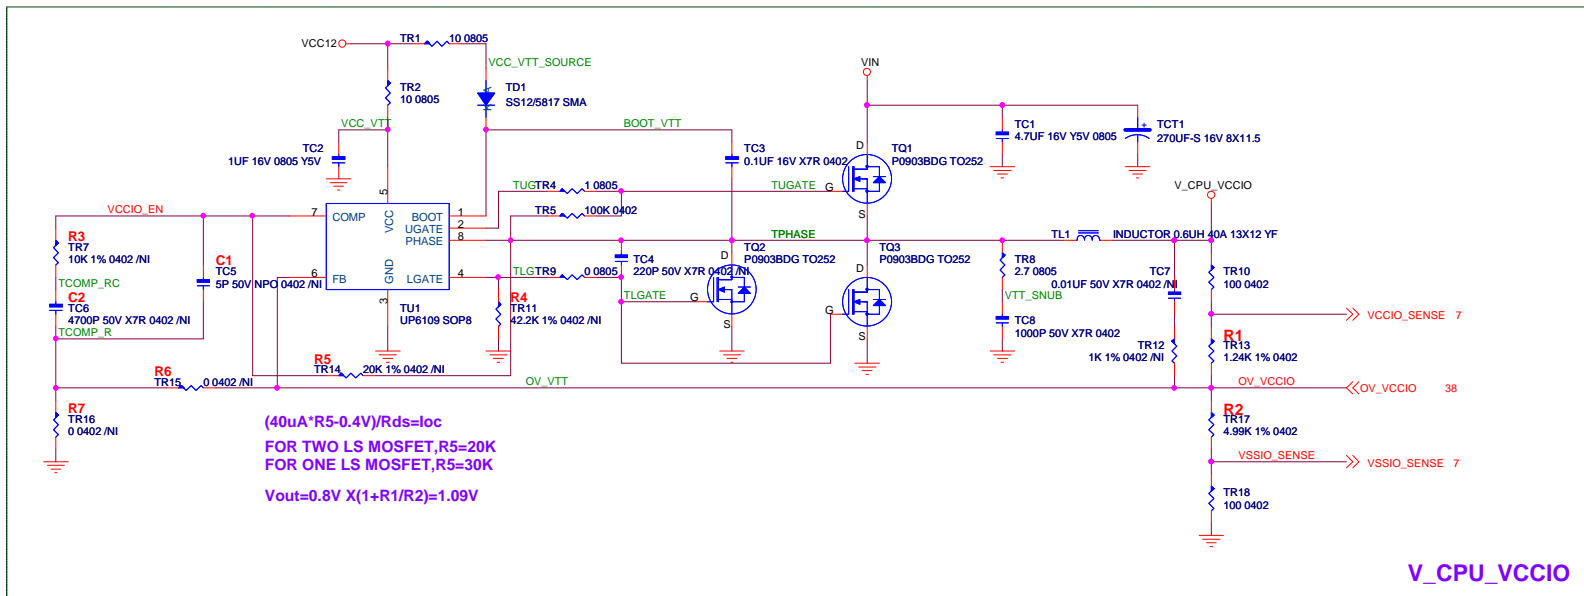 VCC12
TR1
10 0805
VCC_VTT_SOURCE
TR2
10 0805
TD1
SS12/5817 SMA
VIN
VCC_VTT
BOOT_VTT
TC2
1UF 16V 0805 Y5V
TC3
0.1UF 16V X7R 0402
TC1
4.7UF 16V Y5V 0805
TCT1
270UF-S 16V 8X11.5
D
TQ1
P0903BDG TO252
G
S
TUG
TR4
1 0805
TUGATE
V_CPU_VCCIO
VCCIO_EN
5
7
COMP
VCC
BOOT
1
UGATE
2
PHASE
8
TR5
100K 0402
TPHASE
TL1
INDUCTOR 0.6UH 40A 13X12 YF
R3
TR7
10K 1% 0402 /NI
TCOMP_RC
C1
TC5
5P 50V NPO 0402 /NI
6
FB
GND
LGATE
4
3
TLG
TR9
0 0805
TC4
220P 50V X7R 0402 /NI
D
TQ2
P0903BDG TO252
TQ3
P0903BDG TO252
D
TR8
2.7 0805
TC7
0.01UF 50V X7R 0402 /NI
TR10
100 0402
C2
TC6
4700P 50V X7R 0402 /NI
TCOMP_R
TU1
UP6109 SOP8
R4
TR11
42.2K 1% 0402 /NI
TLGATE
G
S
G
S
VTT_SNUB
TC8
1000P 50V X7R 0402
VCCIO_SENSE 7
R1
TR13
1.24K 1% 0402
TR12
1K 1% 0402 /NI
R5
TR14
20K 1% 0402 /NI
R6
TR15
0 0402 /NI
OV_VTT
OV_VCCIO
OV_VCCIO 38
R7
TR16
0 0402 /NI
R2
TR17
4.99K 1% 0402
(40uA*R5-0.4V)/Rds=Ioc
FOR TWO LS MOSFET,R5=20K
FOR ONE LS MOSFET,R5=30K
VSSIO_SENSE
VSSIO_SENSE 7
Vout=0.8V X(1+R1/R2)=1.09V
TR18
100 0402
V_CPU_VCCIO